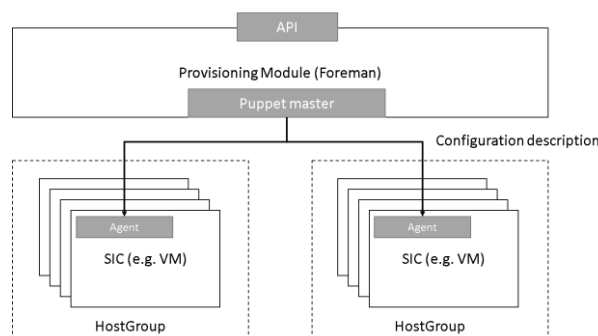 API
Provisioning Module (Foreman)
Puppet master
Configuration description
Agent
SIC (e.g. VM)
HostGroup
Agent
SIC (e.g. VM)
HostGroup